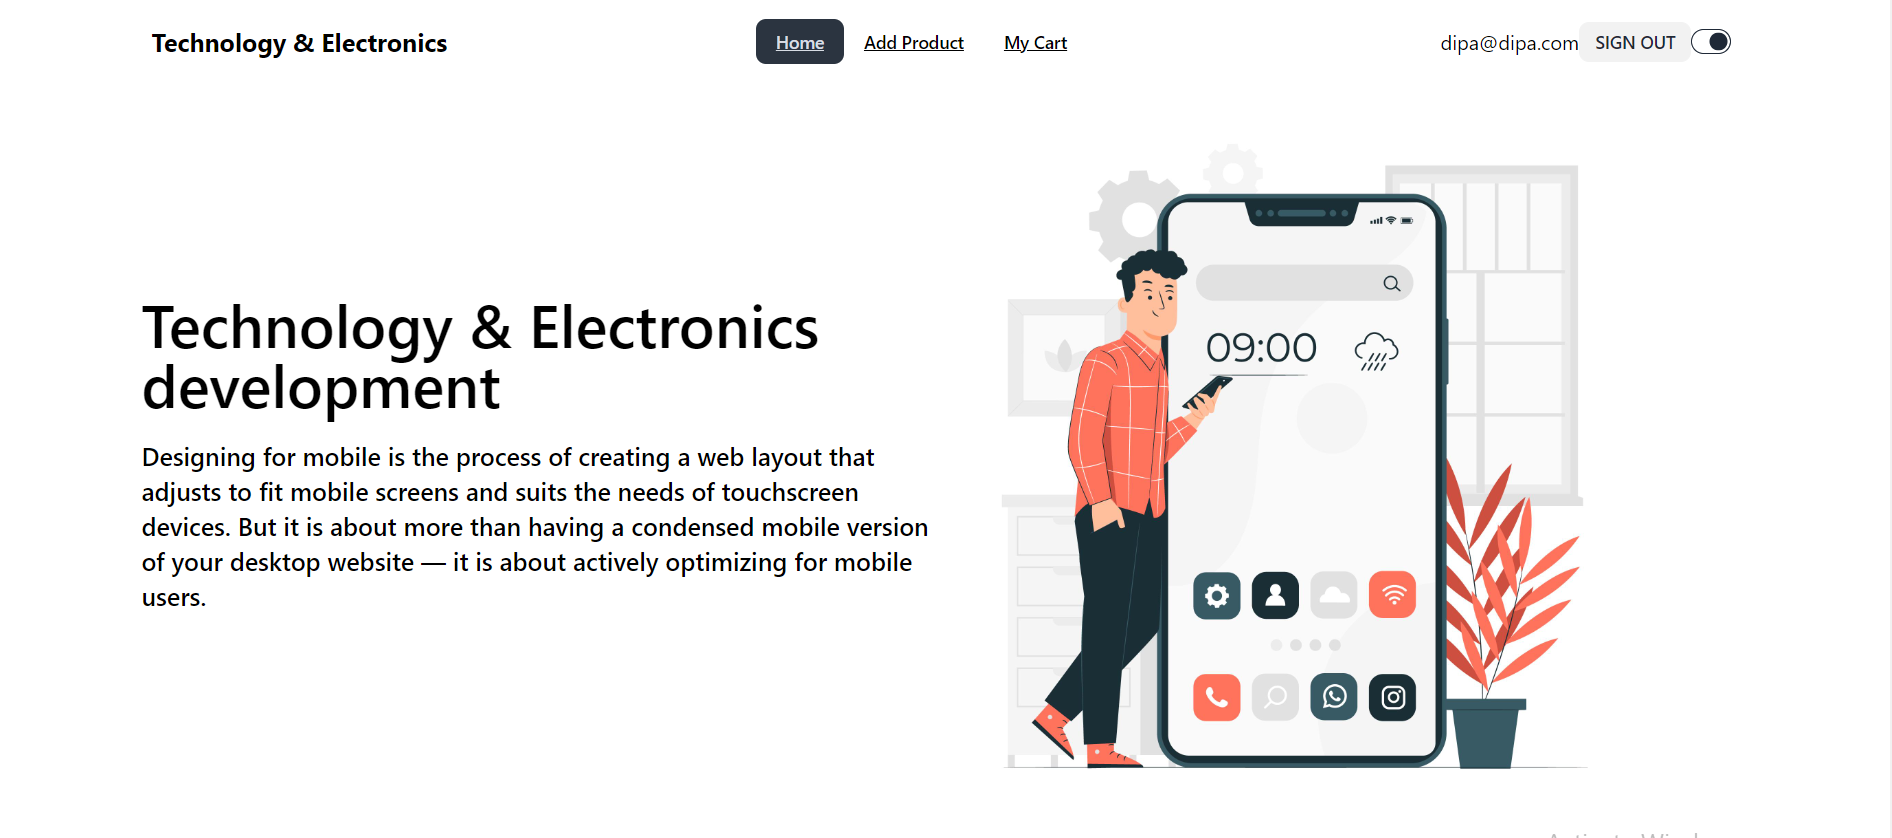 Technology & Electronics
Home
Add Product
My Cart
dipa@dipa.com
SIGN OUT
Technology & Electronics
development
Designing for mobile is the process of creating a web layout that
adjusts to fit mobile screens and suits the needs of touchscreen
devices. But it is about more than having a condensed mobile version
of your desktop website — it is about actively optimizing for mobile
users.
09:00